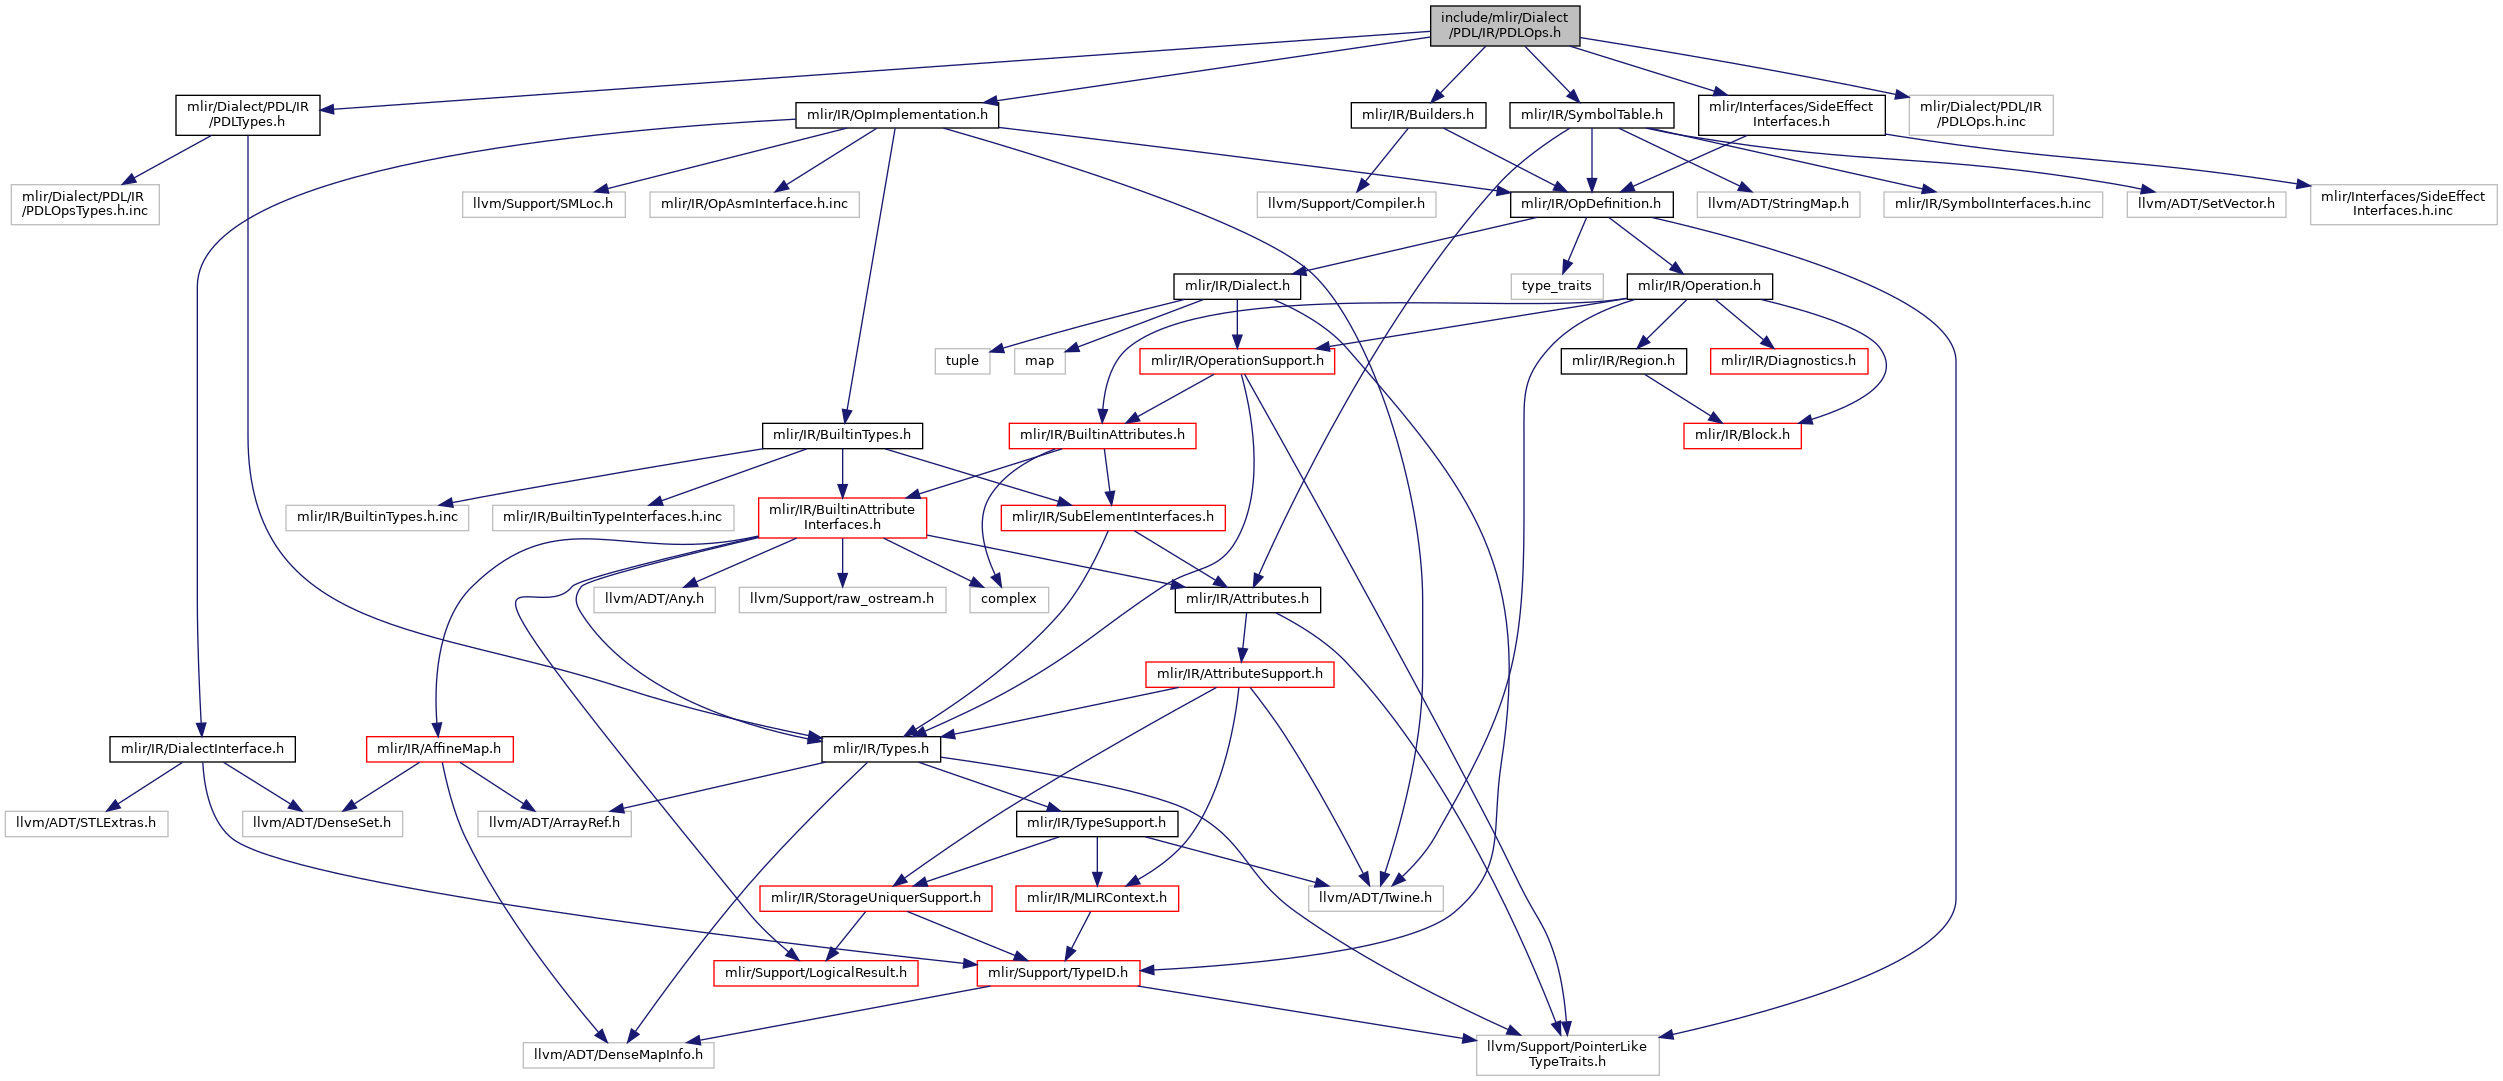 include/mlir/Dialect
/PDL/IR/PDLOps.h
mlir/Dialect/PDL/IR
/PDLTypes.h
mlir/IR/OpImplementation.h
mlir/IR/Builders.h
mlir/IR/SymbolTable.h
mlir/Interfaces/SideEffect
Interfaces.h
mlir/Dialect/PDL/IR
/PDLOps.h.inc
mlir/Dialect/PDL/IR
/PDLOpsTypes.h.inc
llvm/Support/SMLoc.h
mlir/IR/OpAsmInterface.h.inc
llvm/Support/Compiler.h
mlir/IR/OpDefinition.h
llvm/ADT/StringMap.h
mlir/IR/SymbolInterfaces.h.inc
llvm/ADT/SetVector.h
mlir/Interfaces/SideEffect
Interfaces.h.inc
mlir/IR/Dialect.h
type_traits
mlir/IR/Operation.h
tuple
map
mlir/IR/OperationSupport.h
mlir/IR/Region.h
mlir/IR/Diagnostics.h
mlir/IR/BuiltinTypes.h
mlir/IR/BuiltinAttributes.h
mlir/IR/Block.h
mlir/IR/BuiltinTypes.h.inc
mlir/IR/BuiltinTypeInterfaces.h.inc
mlir/IR/BuiltinAttribute
Interfaces.h
mlir/IR/SubElementInterfaces.h
llvm/ADT/Any.h
llvm/Support/raw_ostream.h
complex
mlir/IR/Attributes.h
mlir/IR/AttributeSupport.h
mlir/IR/DialectInterface.h
mlir/IR/AffineMap.h
mlir/IR/Types.h
llvm/ADT/STLExtras.h
llvm/ADT/DenseSet.h
llvm/ADT/ArrayRef.h
mlir/IR/TypeSupport.h
mlir/IR/StorageUniquerSupport.h
mlir/IR/MLIRContext.h
llvm/ADT/Twine.h
mlir/Support/LogicalResult.h
mlir/Support/TypeID.h
llvm/ADT/DenseMapInfo.h
llvm/Support/PointerLike
TypeTraits.h